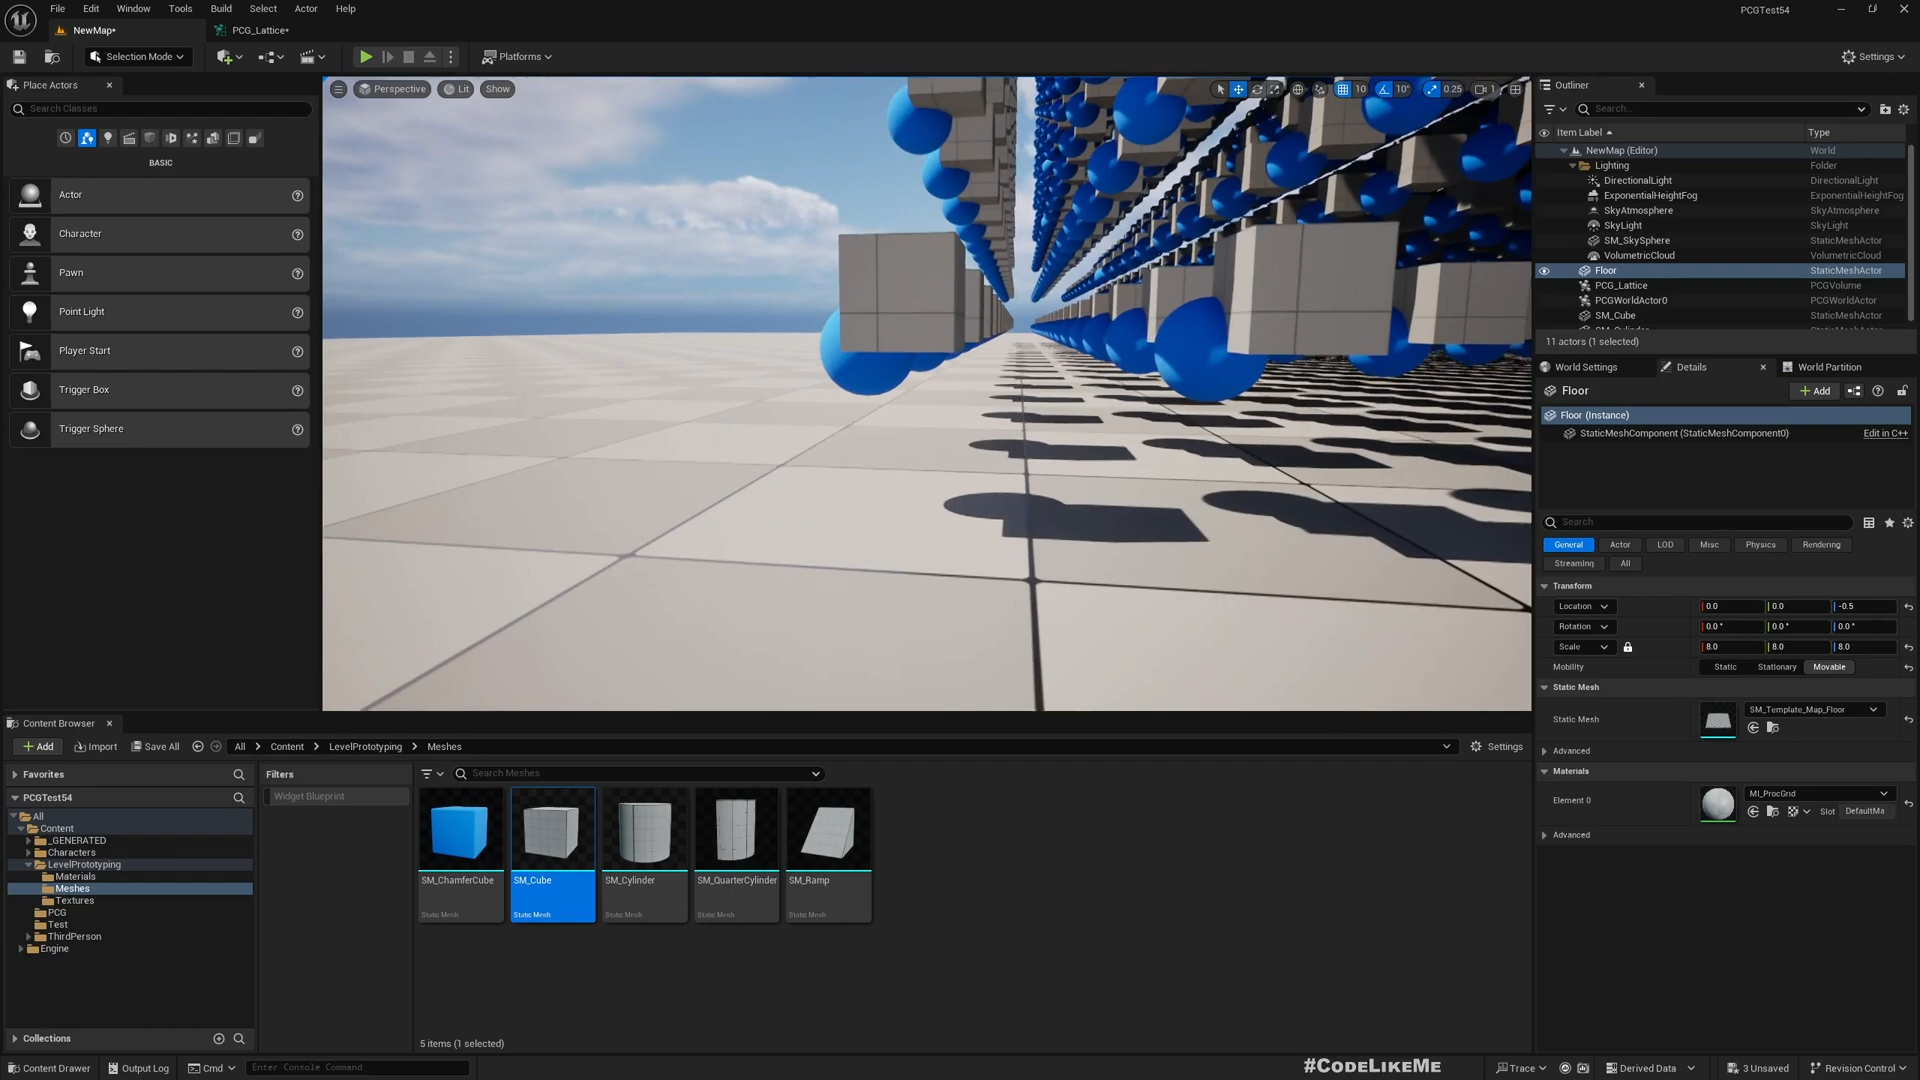 File Edit Window Tools Build Select Actor Help
PCGTest54
NewMap*
PCG_Lattice*
Selection Mode
Platforms
Settings
Place Actors
Search Classes
BASIC
Actor
Character
Pawn
Point Light
Player Start
Trigger Box
Trigger Sphere
Perspective
Lit
Show
10
10°
0.25
1
Outliner
Search...
Item Label Type
NewMap (Editor) World
Lighting Folder
DirectionalLight DirectionalLight
ExponentialHeightFog ExponentialHeightFog
SkyAtmosphere SkyAtmosphere
SkyLight SkyLight
SM_SkySphere StaticMeshActor
VolumetricCloud VolumetricCloud
Floor StaticMeshActor
PCG_Lattice PCGVolume
PCGWorldActor0 PCGWorldActor
SM_Cube StaticMeshActor
SM_Cylinder StaticMeshActor
11 actors (1 selected)
World Settings
Details
World Partition
Floor
Add
Floor (Instance)
StaticMeshComponent (StaticMeshComponent0) Edit in C++
Search
General Actor LOD Misc Physics Rendering
Streaming All
Transform
Location 0.0 0.0 -0.5
Rotation 0.0 ° 0.0 ° 0.0 °
Scale 8.0 8.0 8.0
Mobility Static Stationary Movable
Static Mesh
Static Mesh SM_Template_Map_Floor
Advanced
Materials
Element 0 MI_ProcGrid
Slot DefaultMa
Advanced
Content Browser
Add Import Save All All Content LevelPrototyping Meshes Settings
Favorites
PCGTest54
All
Content
_GENERATED
Characters
LevelPrototyping
Materials
Meshes
Textures
PCG
Test
ThirdPerson
Engine
Collections
Filters
Widget Blueprint
Search Meshes
SM_ChamferCube
Static Mesh
SM_Cube
Static Mesh
SM_Cylinder
Static Mesh
SM_QuarterCylinder
Static Mesh
SM_Ramp
Static Mesh
5 items (1 selected)
#CODELIKEME
Content Drawer Output Log Cmd Enter Console Command
Trace Derived Data 3 Unsaved Revision Control